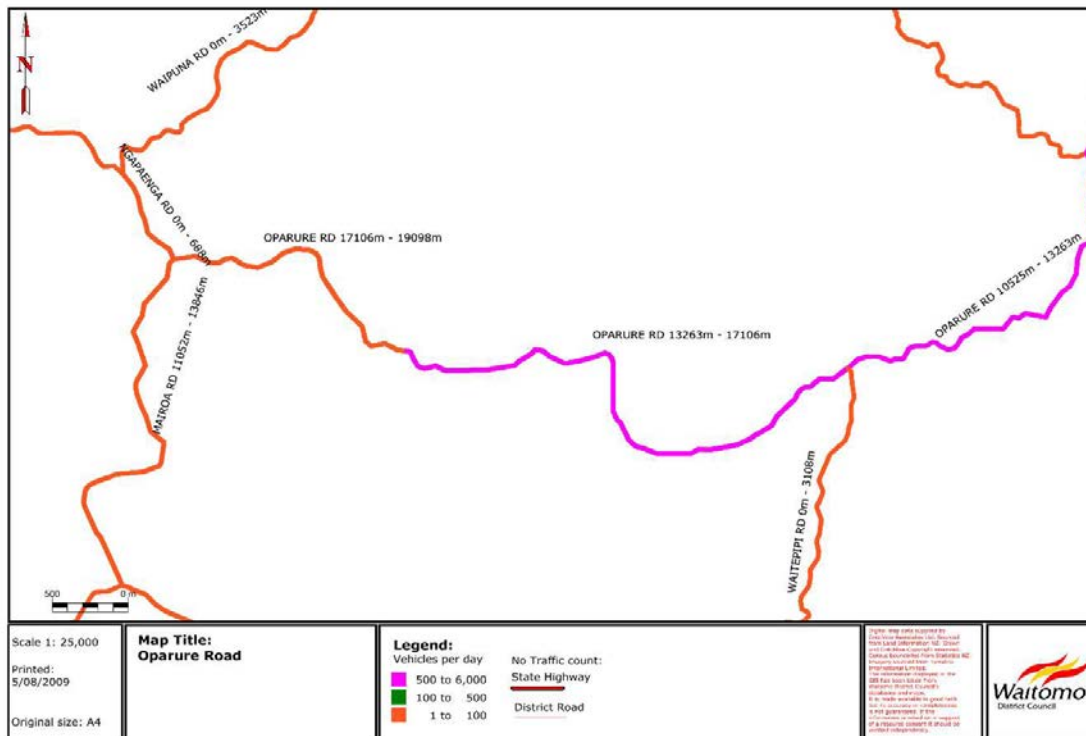 N
WAIPUNA RD 0m - 3523m
NGAPAENGA RD 0m - 688m
OPARURE RD 17106m - 19098m
MAIROA RD 11052m - 13846m
OPARURE RD 13263m - 17106m
OPARURE RD 10525m - 13263m
WAITEPIPI RD 0m - 3108m
500 0 m
Scale 1: 25,000
Printed:
5/08/2009
Original size: A4
Map Title:
Oparure Road
Legend:
Vehicles per day
500 to 6,000
100 to 500
1 to 100
No Traffic count:
State Highway
District Road
Waitomo
District Council